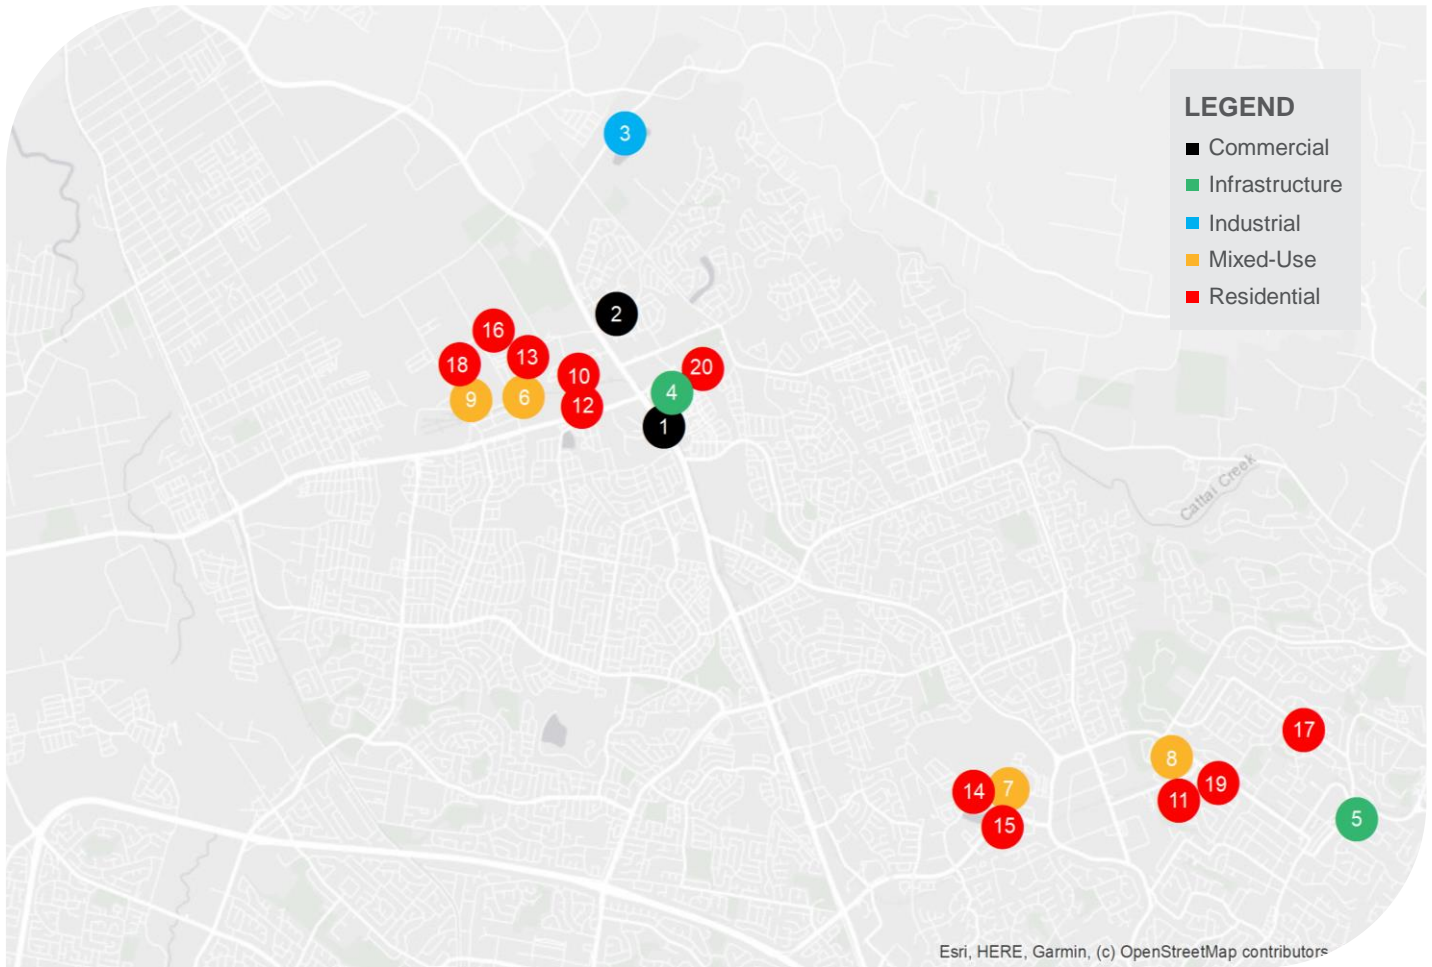 LEGEND
Commercial
Infrastructure
Industrial
Mixed-Use
Residential
3
2
16
13
18
10
20
4
9
6
12
1
Cattai Creek
17
8
19
14
7
11
15
5
Esri, HERE, Garmin, (c) OpenStreetMap contributors